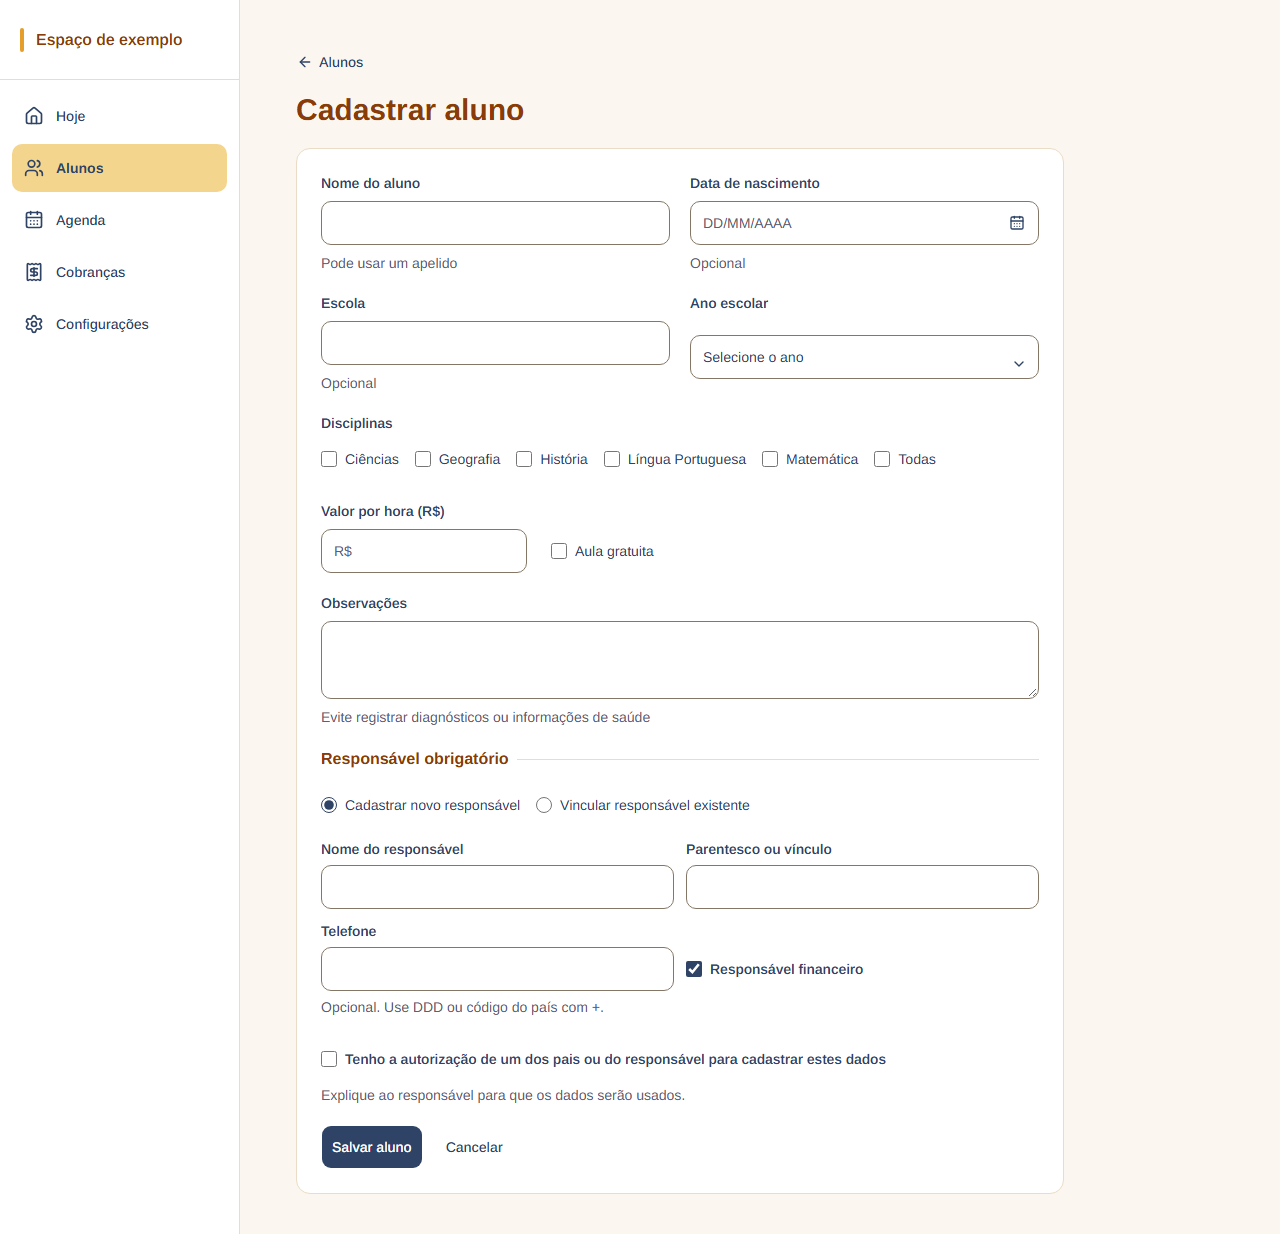 Espaço de exemplo
Hoje
Alunos
Agenda
Cobranças
Configurações
Alunos
Cadastrar aluno
Nome do aluno
Pode usar um apelido
Data de nascimento
DD/MM/AAAA
Opcional
Escola
Opcional
Ano escolar
Selecione o ano
Disciplinas
Ciências Geografia História Língua Portuguesa Matemática Todas
Valor por hora (R$)
R$ Aula gratuita
Observações
Evite registrar diagnósticos ou informações de saúde
Responsável obrigatório
Cadastrar novo responsável Vincular responsável existente
Nome do responsável
Parentesco ou vínculo
Telefone
Responsável financeiro
Opcional. Use DDD ou código do país com +.
Tenho a autorização de um dos pais ou do responsável para cadastrar estes dados
Explique ao responsável para que os dados serão usados.
Salvar aluno Cancelar